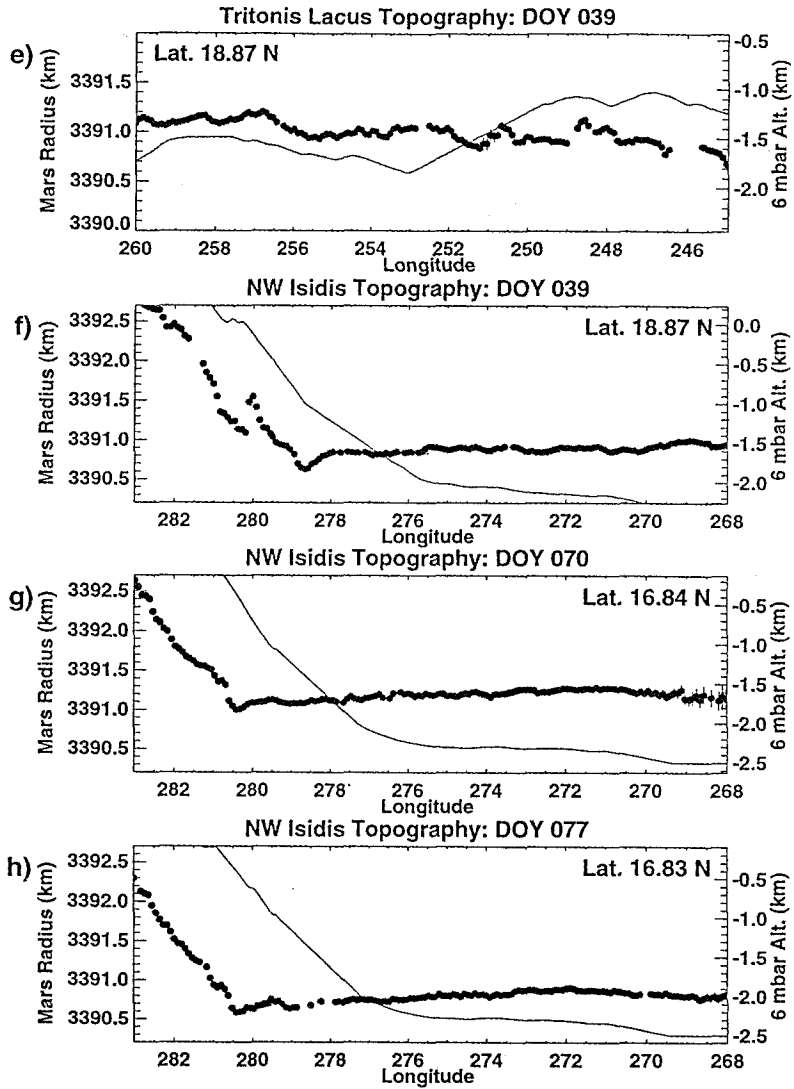 Tritonis Lacus Topography: DOY 039
e)
Lat. 18.87 N
Mars Radius (km)
3391.5
3391.0
3390.5
3390.0
-0.5
-1.0
-1.5
-2.0
6 mbar Alt. (km)
260 258 256 254 252 250 248 246
Longitude
NW Isidis Topography: DOY 039
f)
Lat. 18.87 N
Mars Radius (km)
3392.5
3392.0
3391.5
3391.0
3390.5
0.0
-0.5
-1.0
-1.5
-2.0
6 mbar Alt. (km)
282 280 278 276 274 272 270 268
Longitude
NW Isidis Topography: DOY 070
g)
Lat. 16.84 N
Mars Radius (km)
3392.5
3392.0
3391.5
3391.0
3390.5
-0.5
-1.0
-1.5
-2.0
-2.5
6 mbar Alt. (km)
282 280 278 276 274 272 270 268
Longitude
NW Isidis Topography: DOY 077
h)
Lat. 16.83 N
Mars Radius (km)
3392.5
3392.0
3391.5
3391.0
3390.5
-0.5
-1.0
-1.5
-2.0
-2.5
6 mbar Alt. (km)
282 280 278 276 274 272 270 268
Longitude